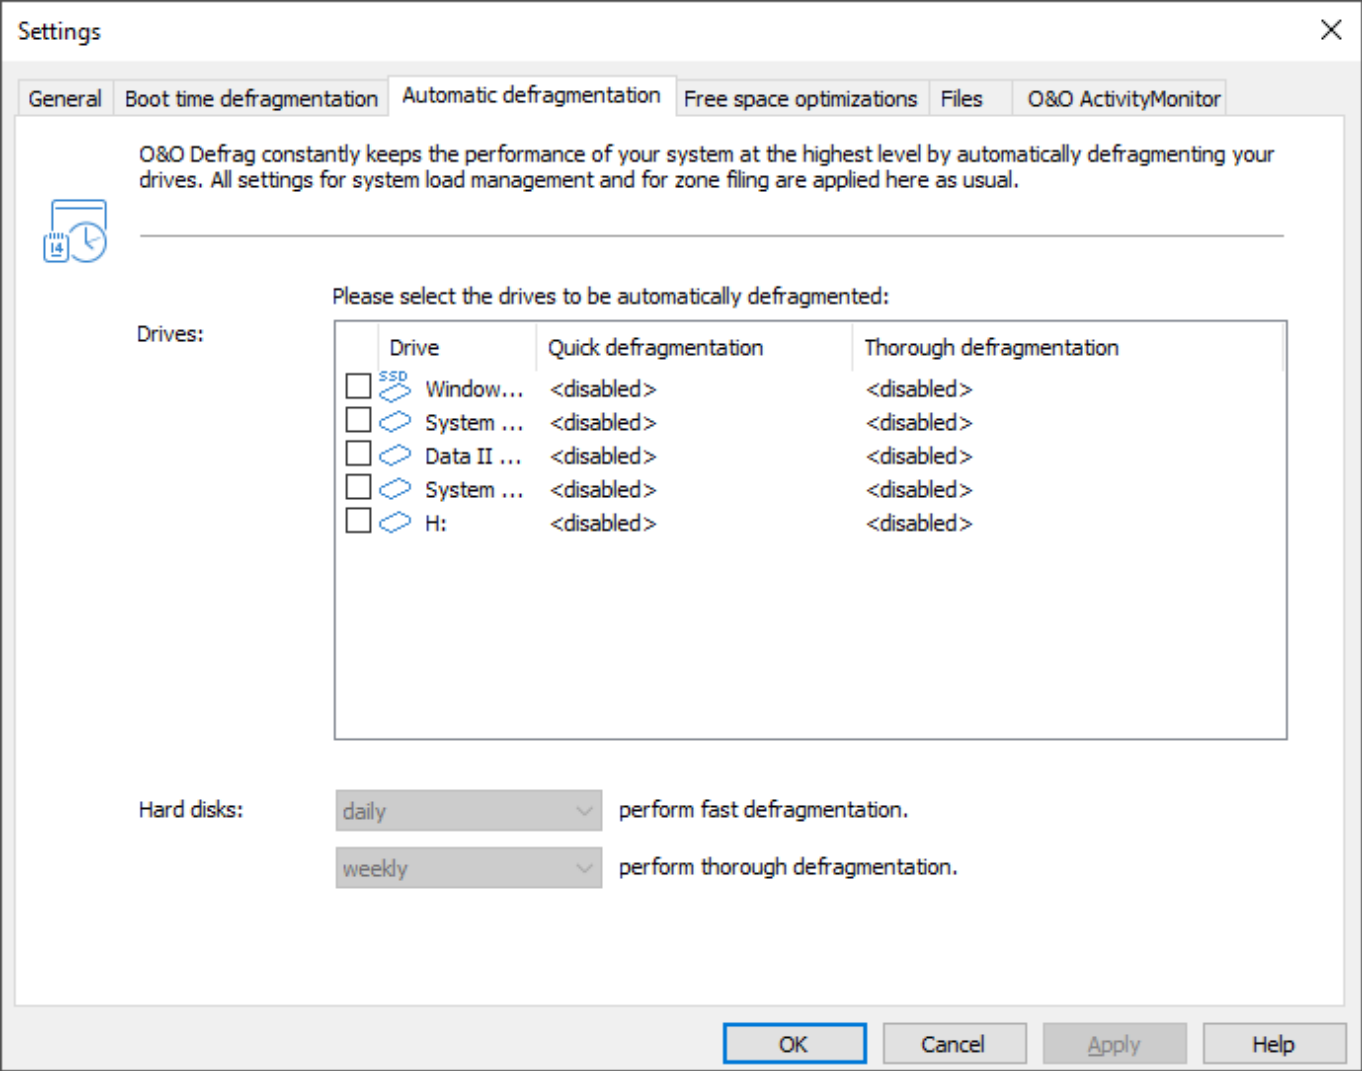 Settings
General Boot time defragmentation Automatic defragmentation Free space optimizations Files O&O ActivityMonitor
O&O Defrag constantly keeps the performance of your system at the highest level by automatically defragmenting your
drives. All settings for system load management and for zone filing are applied here as usual.
14
Please select the drives to be automatically defragmented:
Drives:
Drive Quick defragmentation Thorough defragmentation
SSD
Window... <disabled> <disabled>
System ... <disabled> <disabled>
Data II ... <disabled> <disabled>
System ... <disabled> <disabled>
H: <disabled> <disabled>
Hard disks: daily perform fast defragmentation.
weekly perform thorough defragmentation.
OK Cancel Apply Help